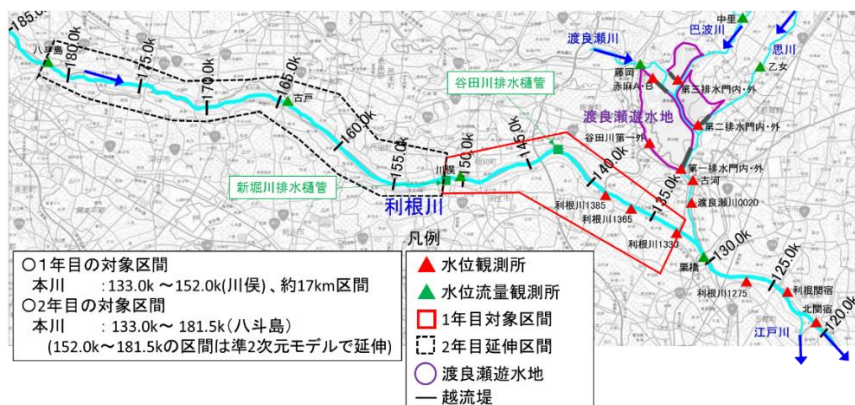 185.0k
八斗島
180.0k
175.0k
170.0k
165.0k
古戸
160.0k
155.0k
川俣
150.0k
145.0k
140.0k
135.0k
130.0k
125.0k
120.0k
新堀川排水樋管
谷田川排水樋管
利根川
渡良瀬川
巴波川
思川
中里
乙女
藤岡
赤麻A・B
第三排水門内・外
渡良瀬遊水地
第二排水門内・外
谷田川第一外
第一排水門内・外
古河
渡良瀬川0020
利根川1385
利根川1365
利根川1333
栗橋
利根川1275
利根関宿
北関宿
江戸川
凡例
水位観測所
水位流量観測所
1年目対象区間
2年目延伸区間
渡良瀬遊水地
越流堤
○1年目の対象区間
本川　：133.0k～152.0k(川俣)、約17km区間
○2年目の対象区間
本川　：133.0k～181.5k(八斗島)
(152.0k～181.5kの区間は準2次元モデルで延伸)